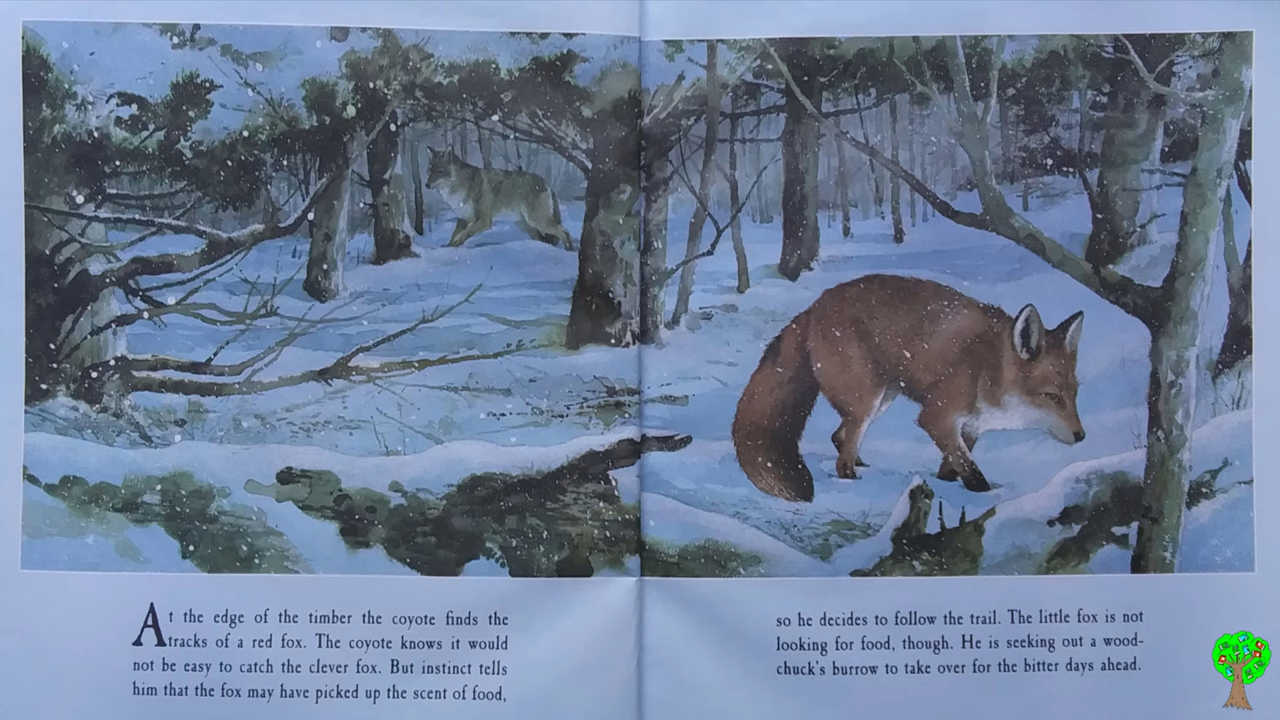 At the edge of the timber the coyote finds the
tracks of a red fox. The coyote knows it would
not be easy to catch the clever fox. But instinct tells
him that the fox may have picked up the scent of food,
so he decides to follow the trail. The little fox is not
looking for food, though. He is seeking out a wood-
chuck's burrow to take over for the bitter days ahead.